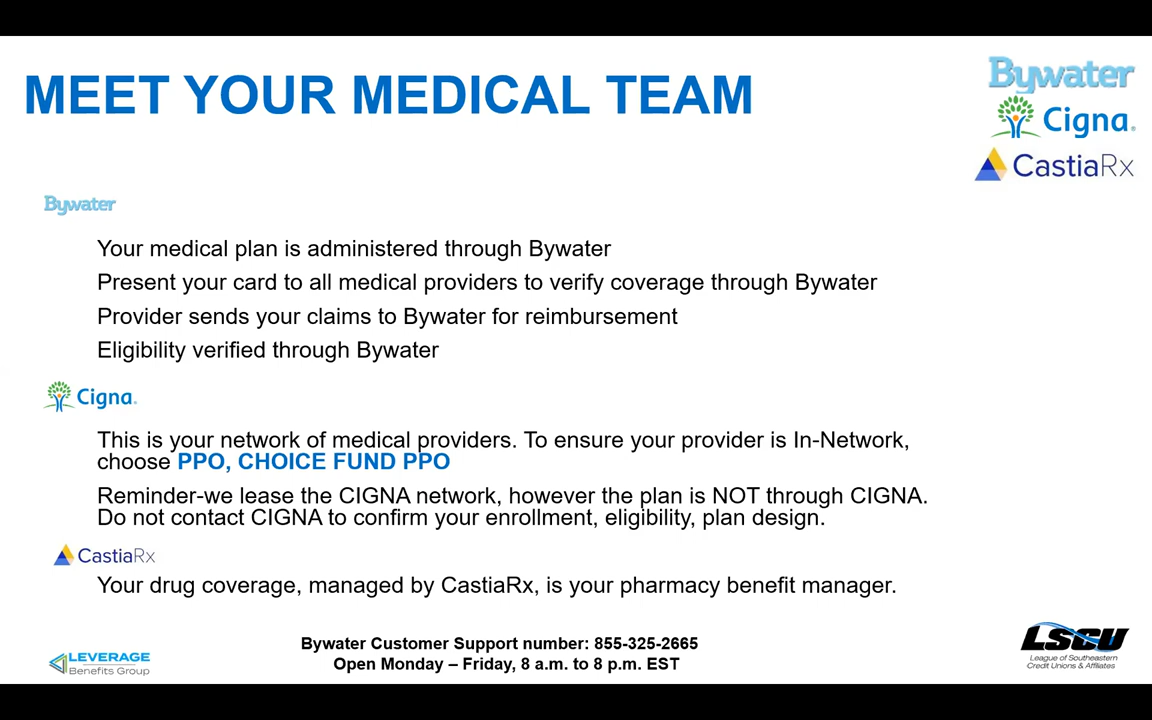 MEET YOUR MEDICAL TEAM
Bywater
Cigna.
CastiaRx
Bywater
Your medical plan is administered through Bywater
Present your card to all medical providers to verify coverage through Bywater
Provider sends your claims to Bywater for reimbursement
Eligibility verified through Bywater
Cigna.
This is your network of medical providers. To ensure your provider is In-Network,
choose PPO, CHOICE FUND PPO
Reminder-we lease the CIGNA network, however the plan is NOT through CIGNA.
Do not contact CIGNA to confirm your enrollment, eligibility, plan design.
CastiaRx
Your drug coverage, managed by CastiaRx, is your pharmacy benefit manager.
Bywater Customer Support number: 855-325-2665
Open Monday – Friday, 8 a.m. to 8 p.m. EST
LEVERAGE
Benefits Group
LSCU
League of Southeastern
Credit Unions & Affiliates